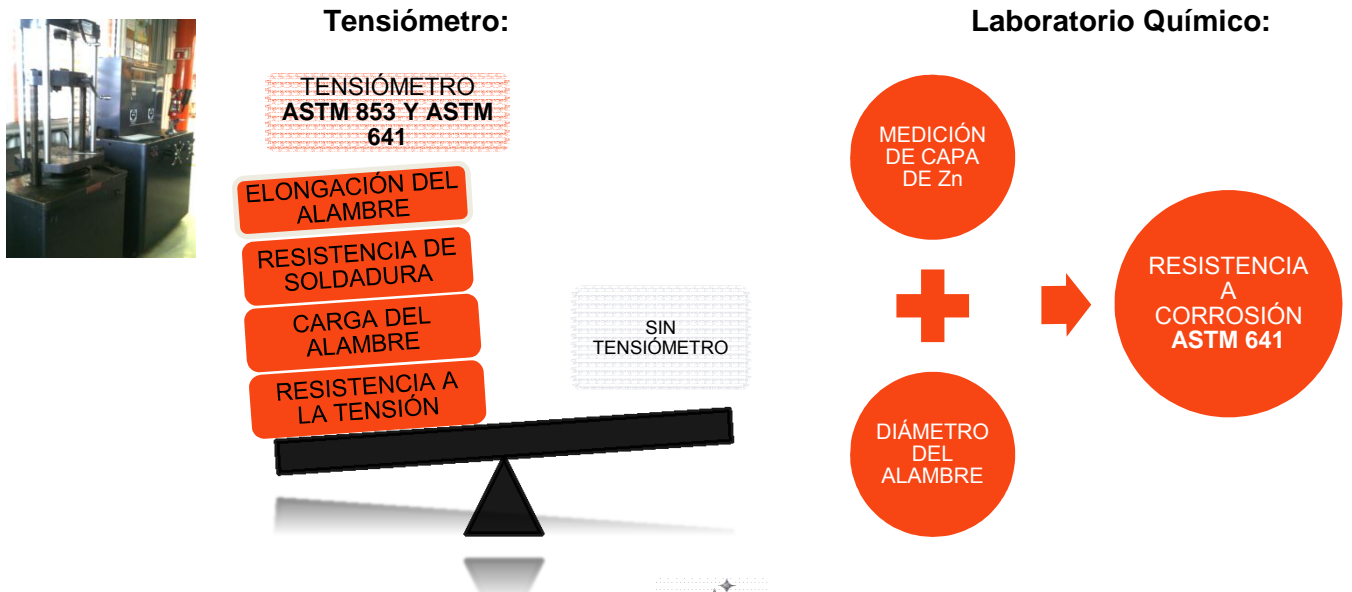 Tensiómetro:
TENSIÓMETRO
ASTM 853 Y ASTM
641
ELONGACIÓN DEL
ALAMBRE
RESISTENCIA DE
SOLDADURA
CARGA DEL
ALAMBRE
RESISTENCIA A
LA TENSIÓN
SIN
TENSIÓMETRO
Laboratorio Químico:
MEDICIÓN
DE CAPA
DE Zn
DIÁMETRO
DEL
ALAMBRE
RESISTENCIA
A
CORROSIÓN
ASTM 641